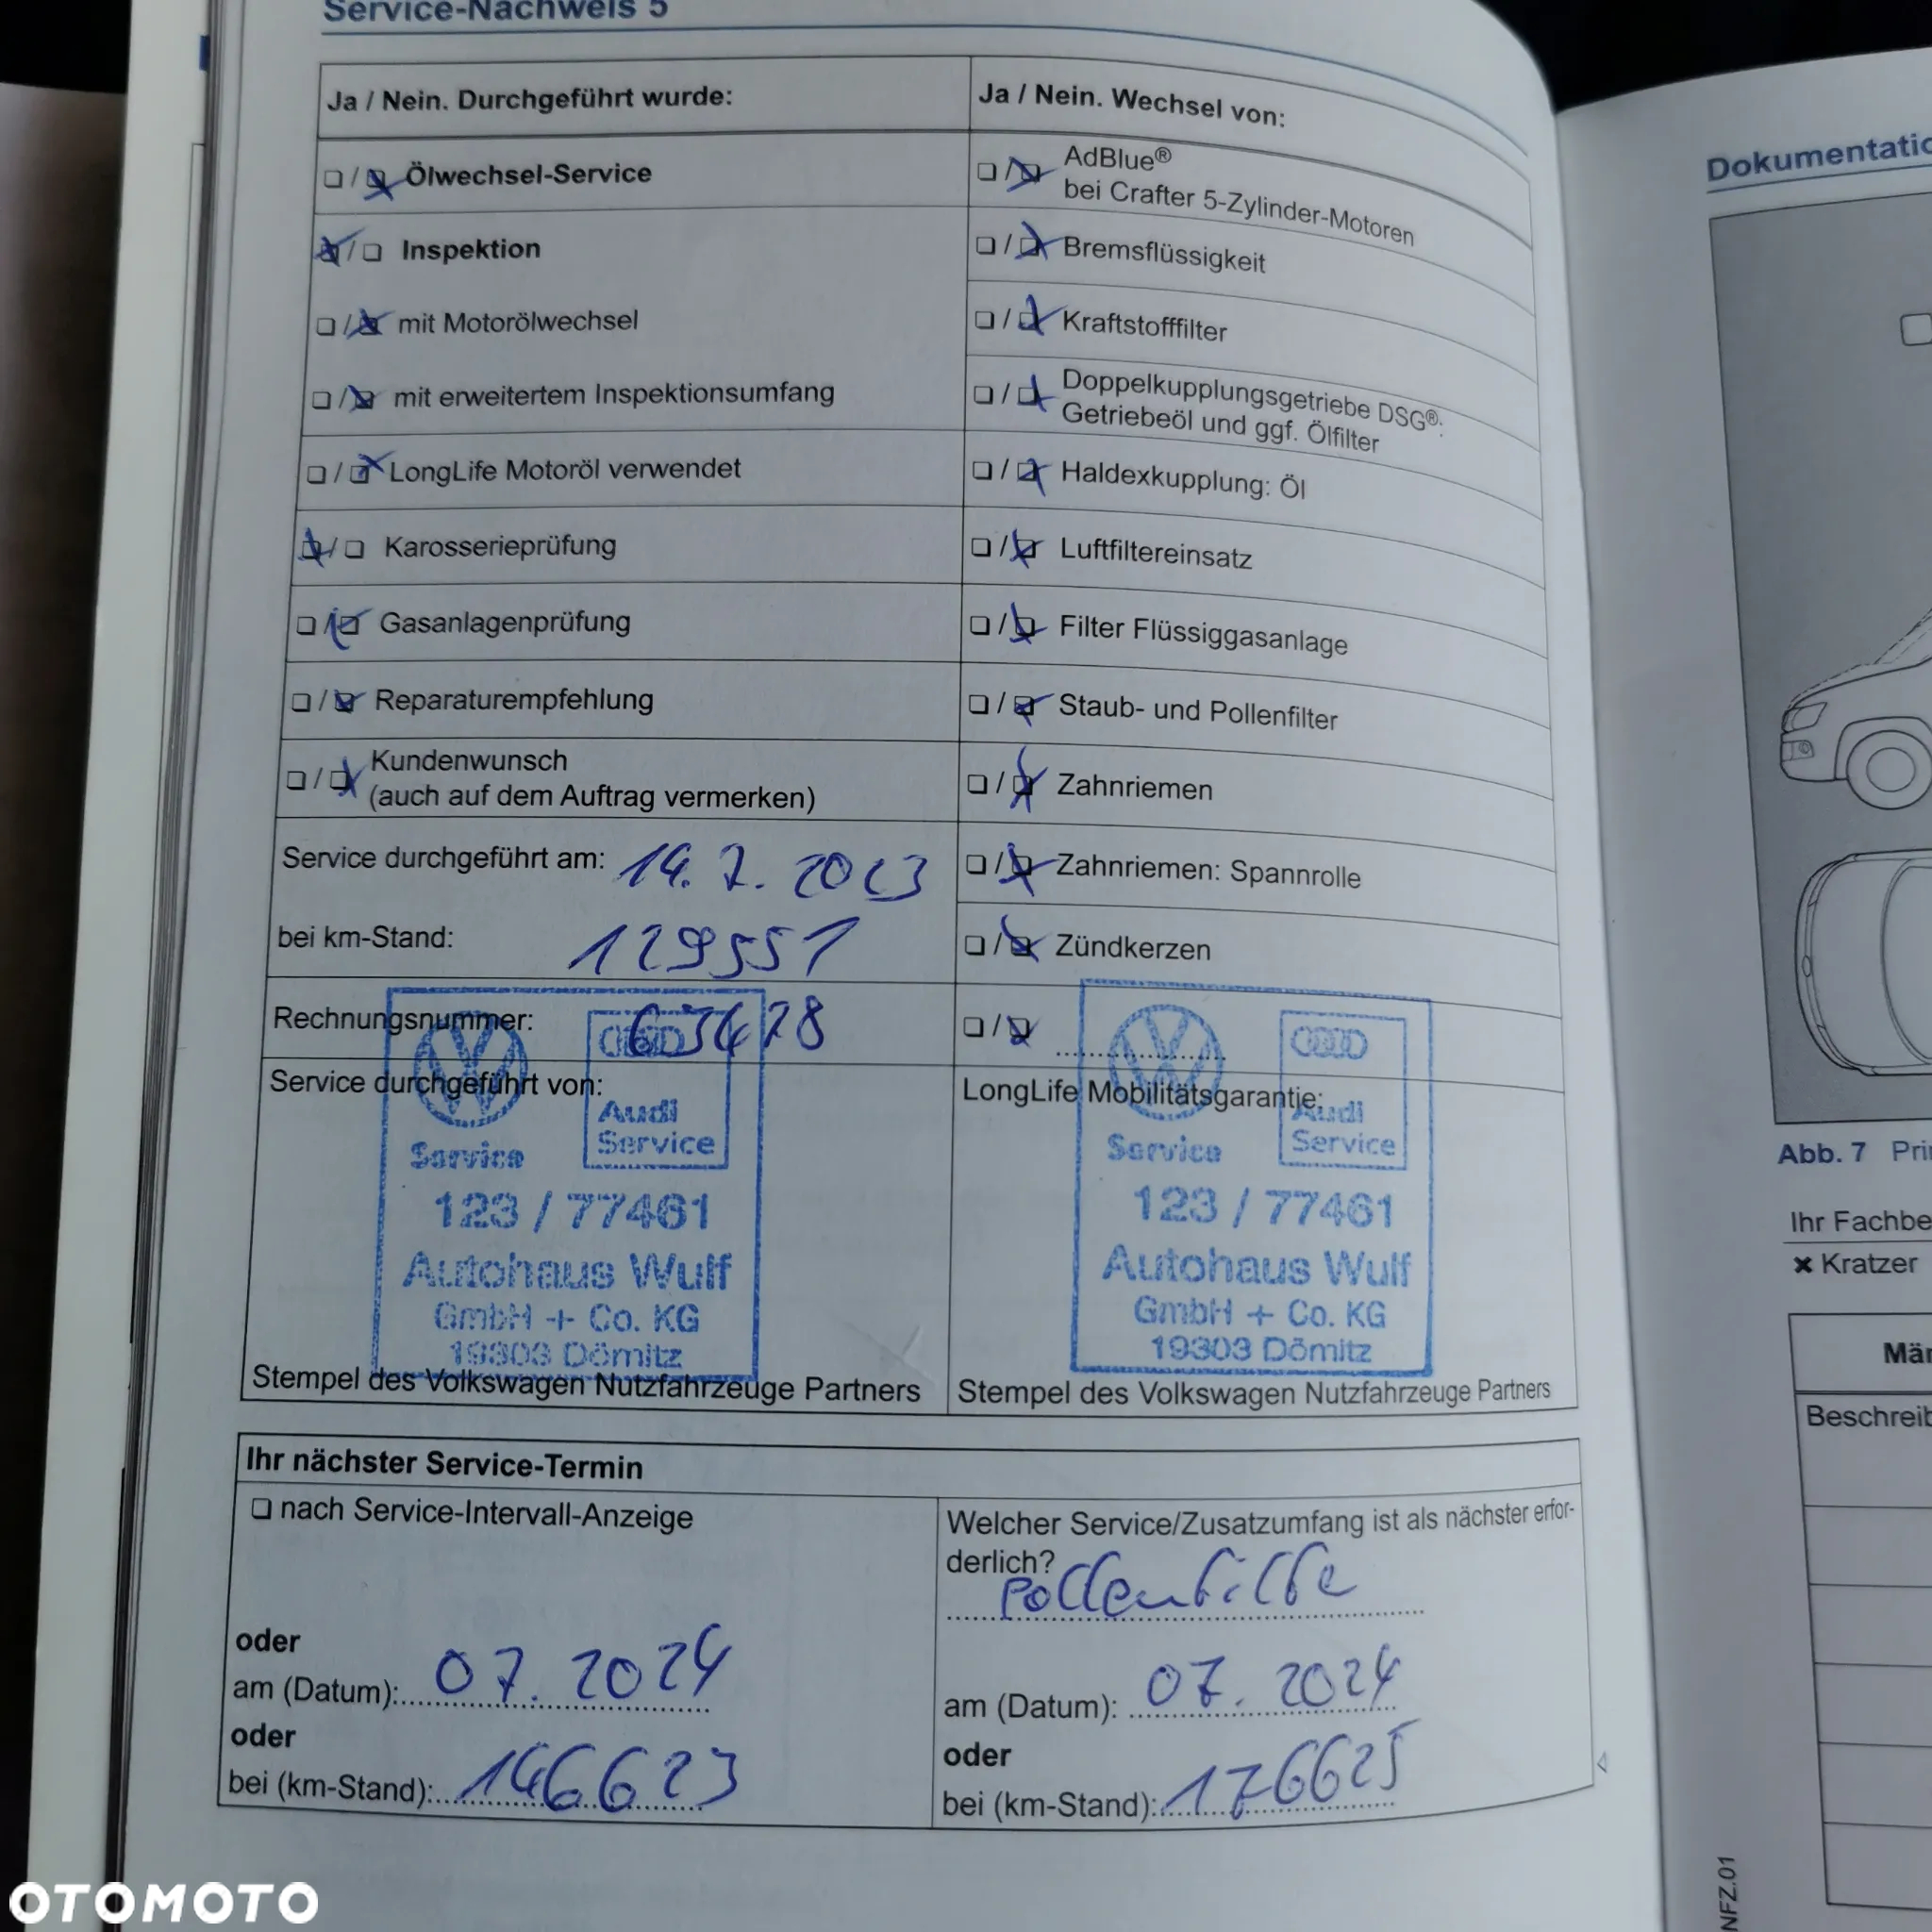 Service-Nachweis 5
Ja / Nein. Durchgeführt wurde:
Ölwechsel-Service
Inspektion
mit Motorölwechsel
mit erweitertem Inspektionsumfang
LongLife Motoröl verwendet
Karosserieprüfung
Gasanlagenprüfung
Reparaturempfehlung
Kundenwunsch
(auch auf dem Auftrag vermerken)
Service durchgeführt am: 14. 7. 2023
bei km-Stand: 129551
Rechnungsnummer:
Service durchgeführt von:
Service
Audi
Service
123 / 77461
Autohaus Wulf
GmbH + Co. KG
19303 Dömitz
Stempel des Volkswagen Nutzfahrzeuge Partners
Ja / Nein. Wechsel von:
AdBlue®
bei Crafter 5-Zylinder-Motoren
Bremsflüssigkeit
Kraftstofffilter
Doppelkupplungsgetriebe DSG®:
Getriebeöl und ggf. Ölfilter
Haldexkupplung: Öl
Luftfiltereinsatz
Filter Flüssiggasanlage
Staub- und Pollenfilter
Zahnriemen
Zahnriemen: Spannrolle
Zündkerzen
LongLife Mobilitätsgarantie:
Service
Audi
Service
123 / 77461
Autohaus Wulf
GmbH + Co. KG
19303 Dömitz
Stempel des Volkswagen Nutzfahrzeuge Partners
Ihr nächster Service-Termin
nach Service-Intervall-Anzeige
oder
am (Datum): 07. 2024
oder
bei (km-Stand): 146623
Welcher Service/Zusatzumfang ist als nächster erfor-
derlich?
am (Datum): 07. 2024
oder
bei (km-Stand): 176625
Dokumentatio
Abb. 7 Prin
Ihr Fachbe
Kratzer
Män
Beschreib
NFZ.01
OTOMOTO